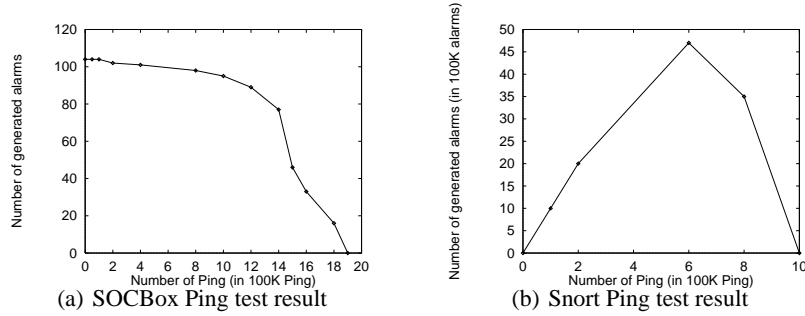 120
100
80
60
40
20
0
Number of generated alarms
0 2 4 6 8 10 12 14 16 18 20
Number of Ping (in 100K Ping)
(a) SOCBox Ping test result
50
45
40
35
30
25
20
15
10
5
0
Number of generated alarms (in 100K alarms)
0 2 4 6 8 10
Number of Ping (in 100K Ping)
(b) Snort Ping test result